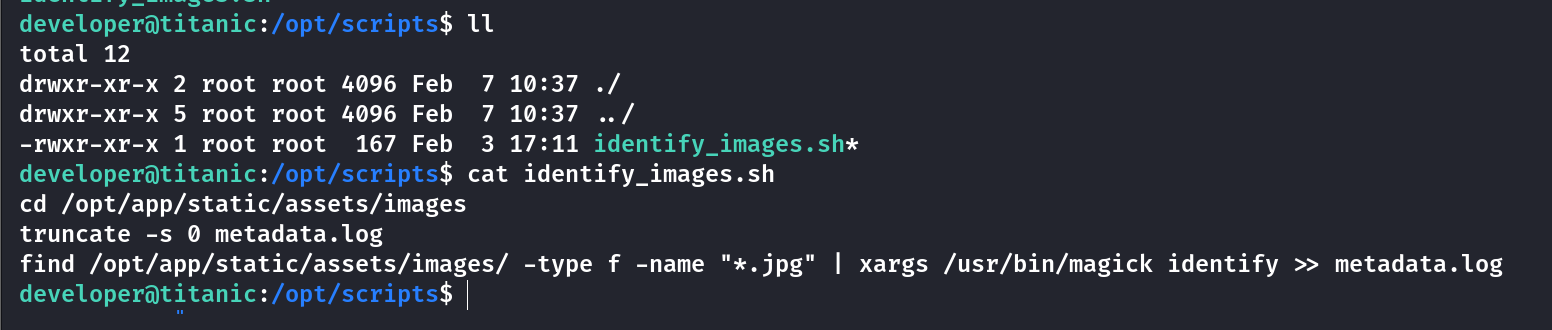 identify_images.sh
developer@titanic:/opt/scripts$ ll
total 12
drwxr-xr-x 2 root root 4096 Feb  7 10:37 ./
drwxr-xr-x 5 root root 4096 Feb  7 10:37 ../
-rwxr-xr-x 1 root root  167 Feb  3 17:11 identify_images.sh*
developer@titanic:/opt/scripts$ cat identify_images.sh
cd /opt/app/static/assets/images
truncate -s 0 metadata.log
find /opt/app/static/assets/images/ -type f -name "*.jpg" | xargs /usr/bin/magick identify >> metadata.log
developer@titanic:/opt/scripts$
"